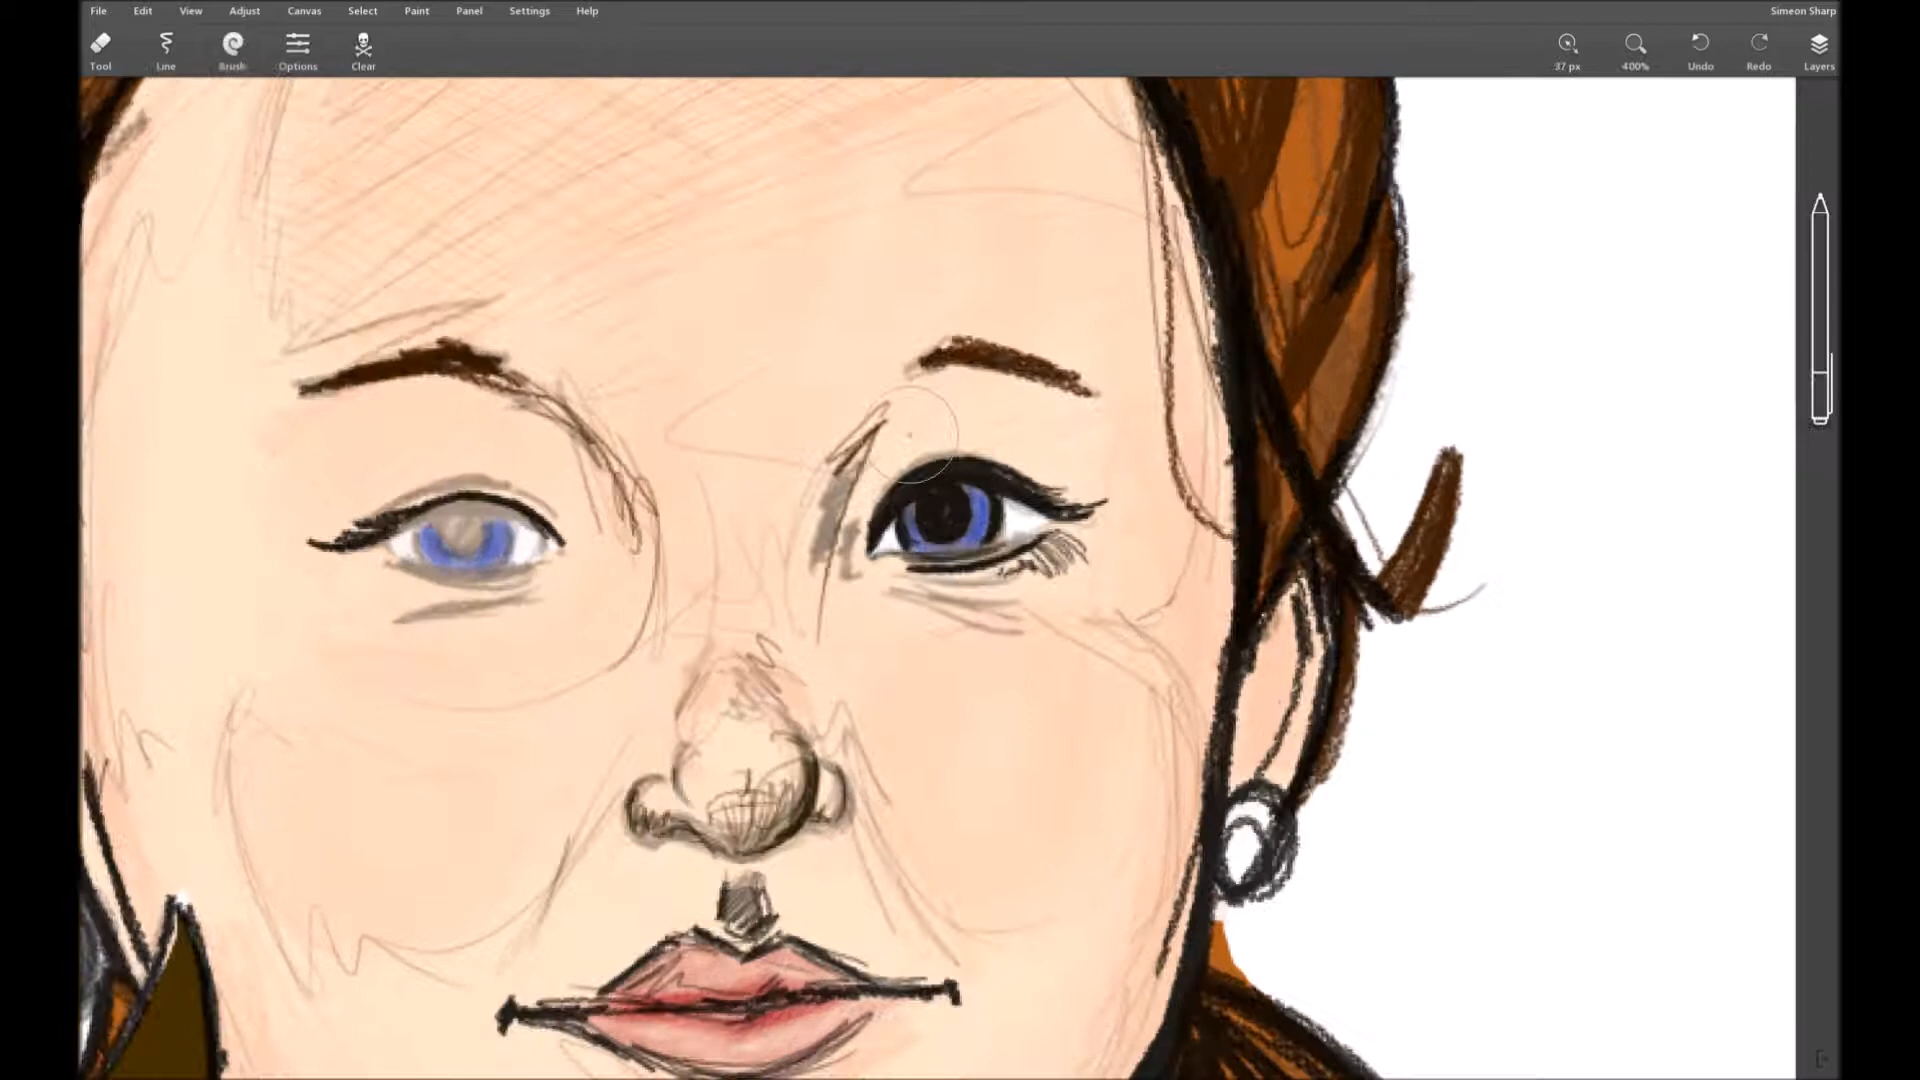 File Edit View Adjust Canvas Select Paint Panel Settings Help Simeon Sharp
Tool Line Brush Options Clear 37 px 400% Undo Redo Layers